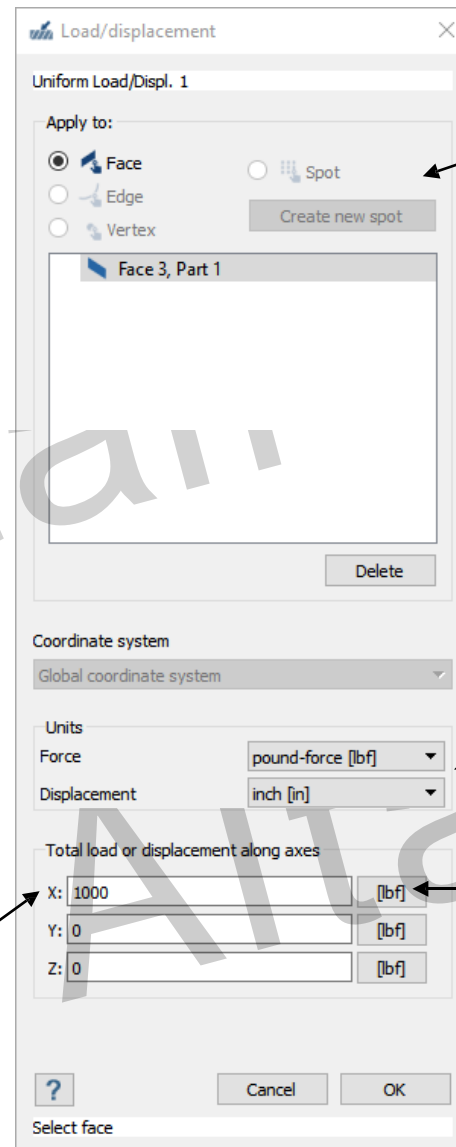 Load/displacement
Uniform Load/Displ. 1
Apply to:
Face
Spot
Edge
Create new spot
Vertex
Face 3, Part 1
Delete
Coordinate system
Global coordinate system
Units
Force pound-force [lbf]
Displacement inch [in]
Total load or displacement along axes
X: 1000 [lbf]
Y: 0 [lbf]
Z: 0 [lbf]
? Cancel OK
Select face